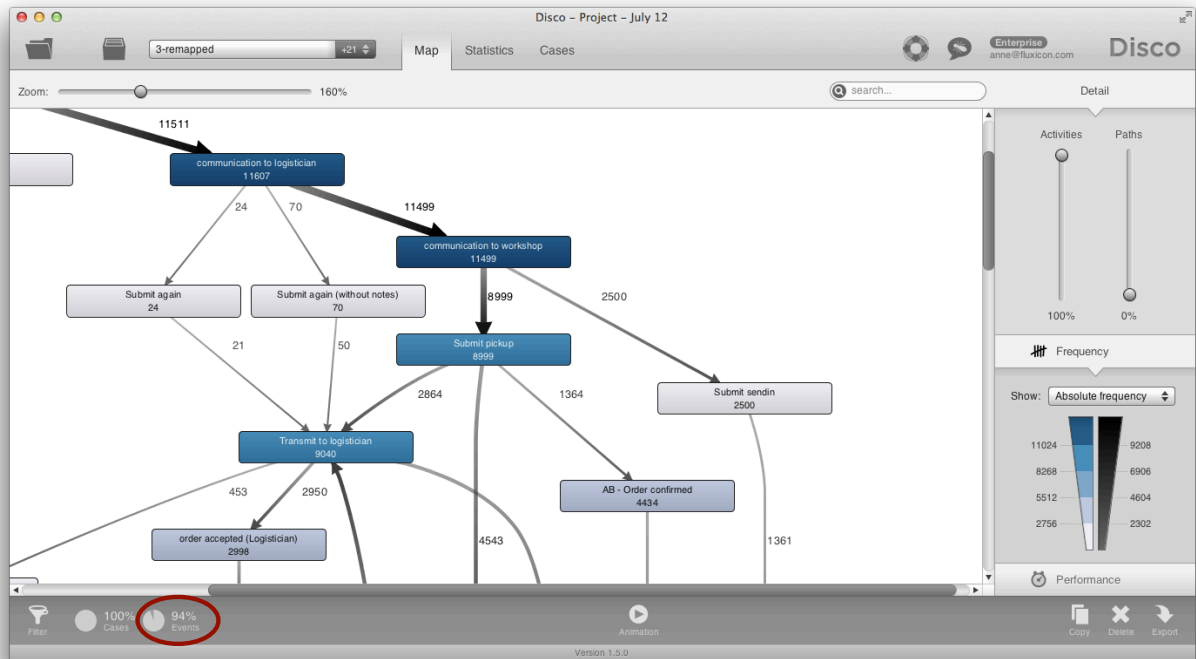 Disco – Project – July 12
3-remapped
+21
Map
Statistics
Cases
Enterprise
anne@fluxicon.com
Disco
Zoom:
160%
search...
Detail
11511
communication to logistician
11607
24
70
11499
communication to workshop
11499
Submit again
24
Submit again (without notes)
70
8999
2500
21
50
Submit pickup
8999
2864
1364
Submit sendin
2500
Transmit to logistician
9040
453
2950
AB - Order confirmed
4434
order accepted (Logistician)
2998
4543
1361
Activities
Paths
100%
0%
Frequency
Show:
Absolute frequency
11024
9208
8268
6906
5512
4604
2756
2302
Performance
Filter
100%
Cases
94%
Events
Animation
Copy
Delete
Export
Version 1.5.0